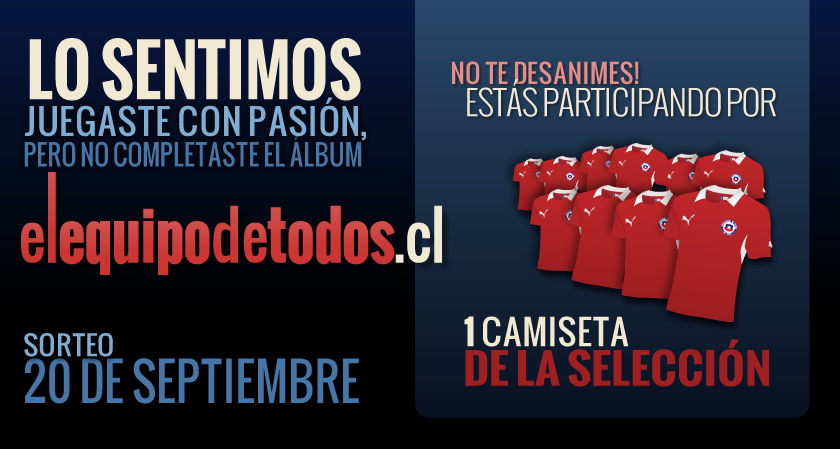 LO SENTIMOS
JUEGASTE CON PASIÓN,
PERO NO COMPLETASTE EL ÁLBUM
elequipodetodos.cl
SORTEO
20 DE SEPTIEMBRE
NO TE DESANIMES!
ESTÁS PARTICIPANDO POR
1 CAMISETA
DE LA SELECCIÓN